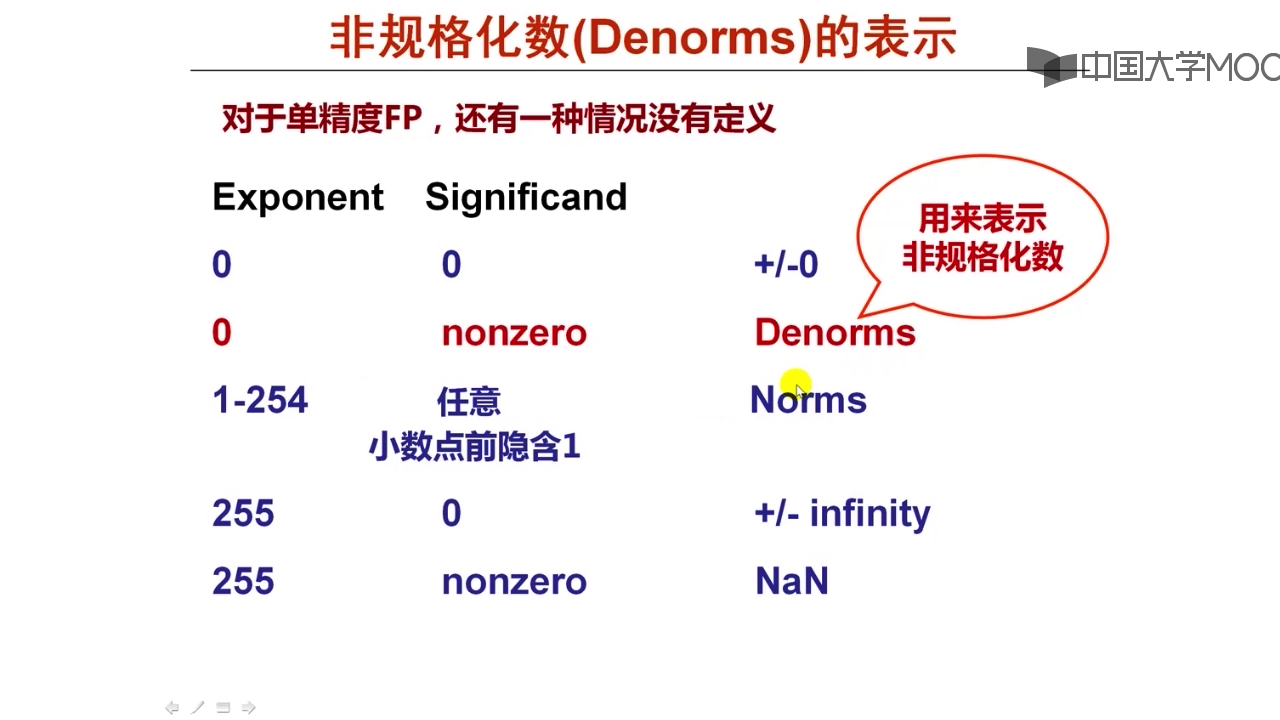 非规格化数(Denorms)的表示
中国大学MOO
对于单精度FP，还有一种情况没有定义
Exponent Significand
用来表示
非规格化数
0 0 +/-0
0 nonzero Denorms
1-254 任意 Norms
小数点前隐含1
255 0 +/- infinity
255 nonzero NaN